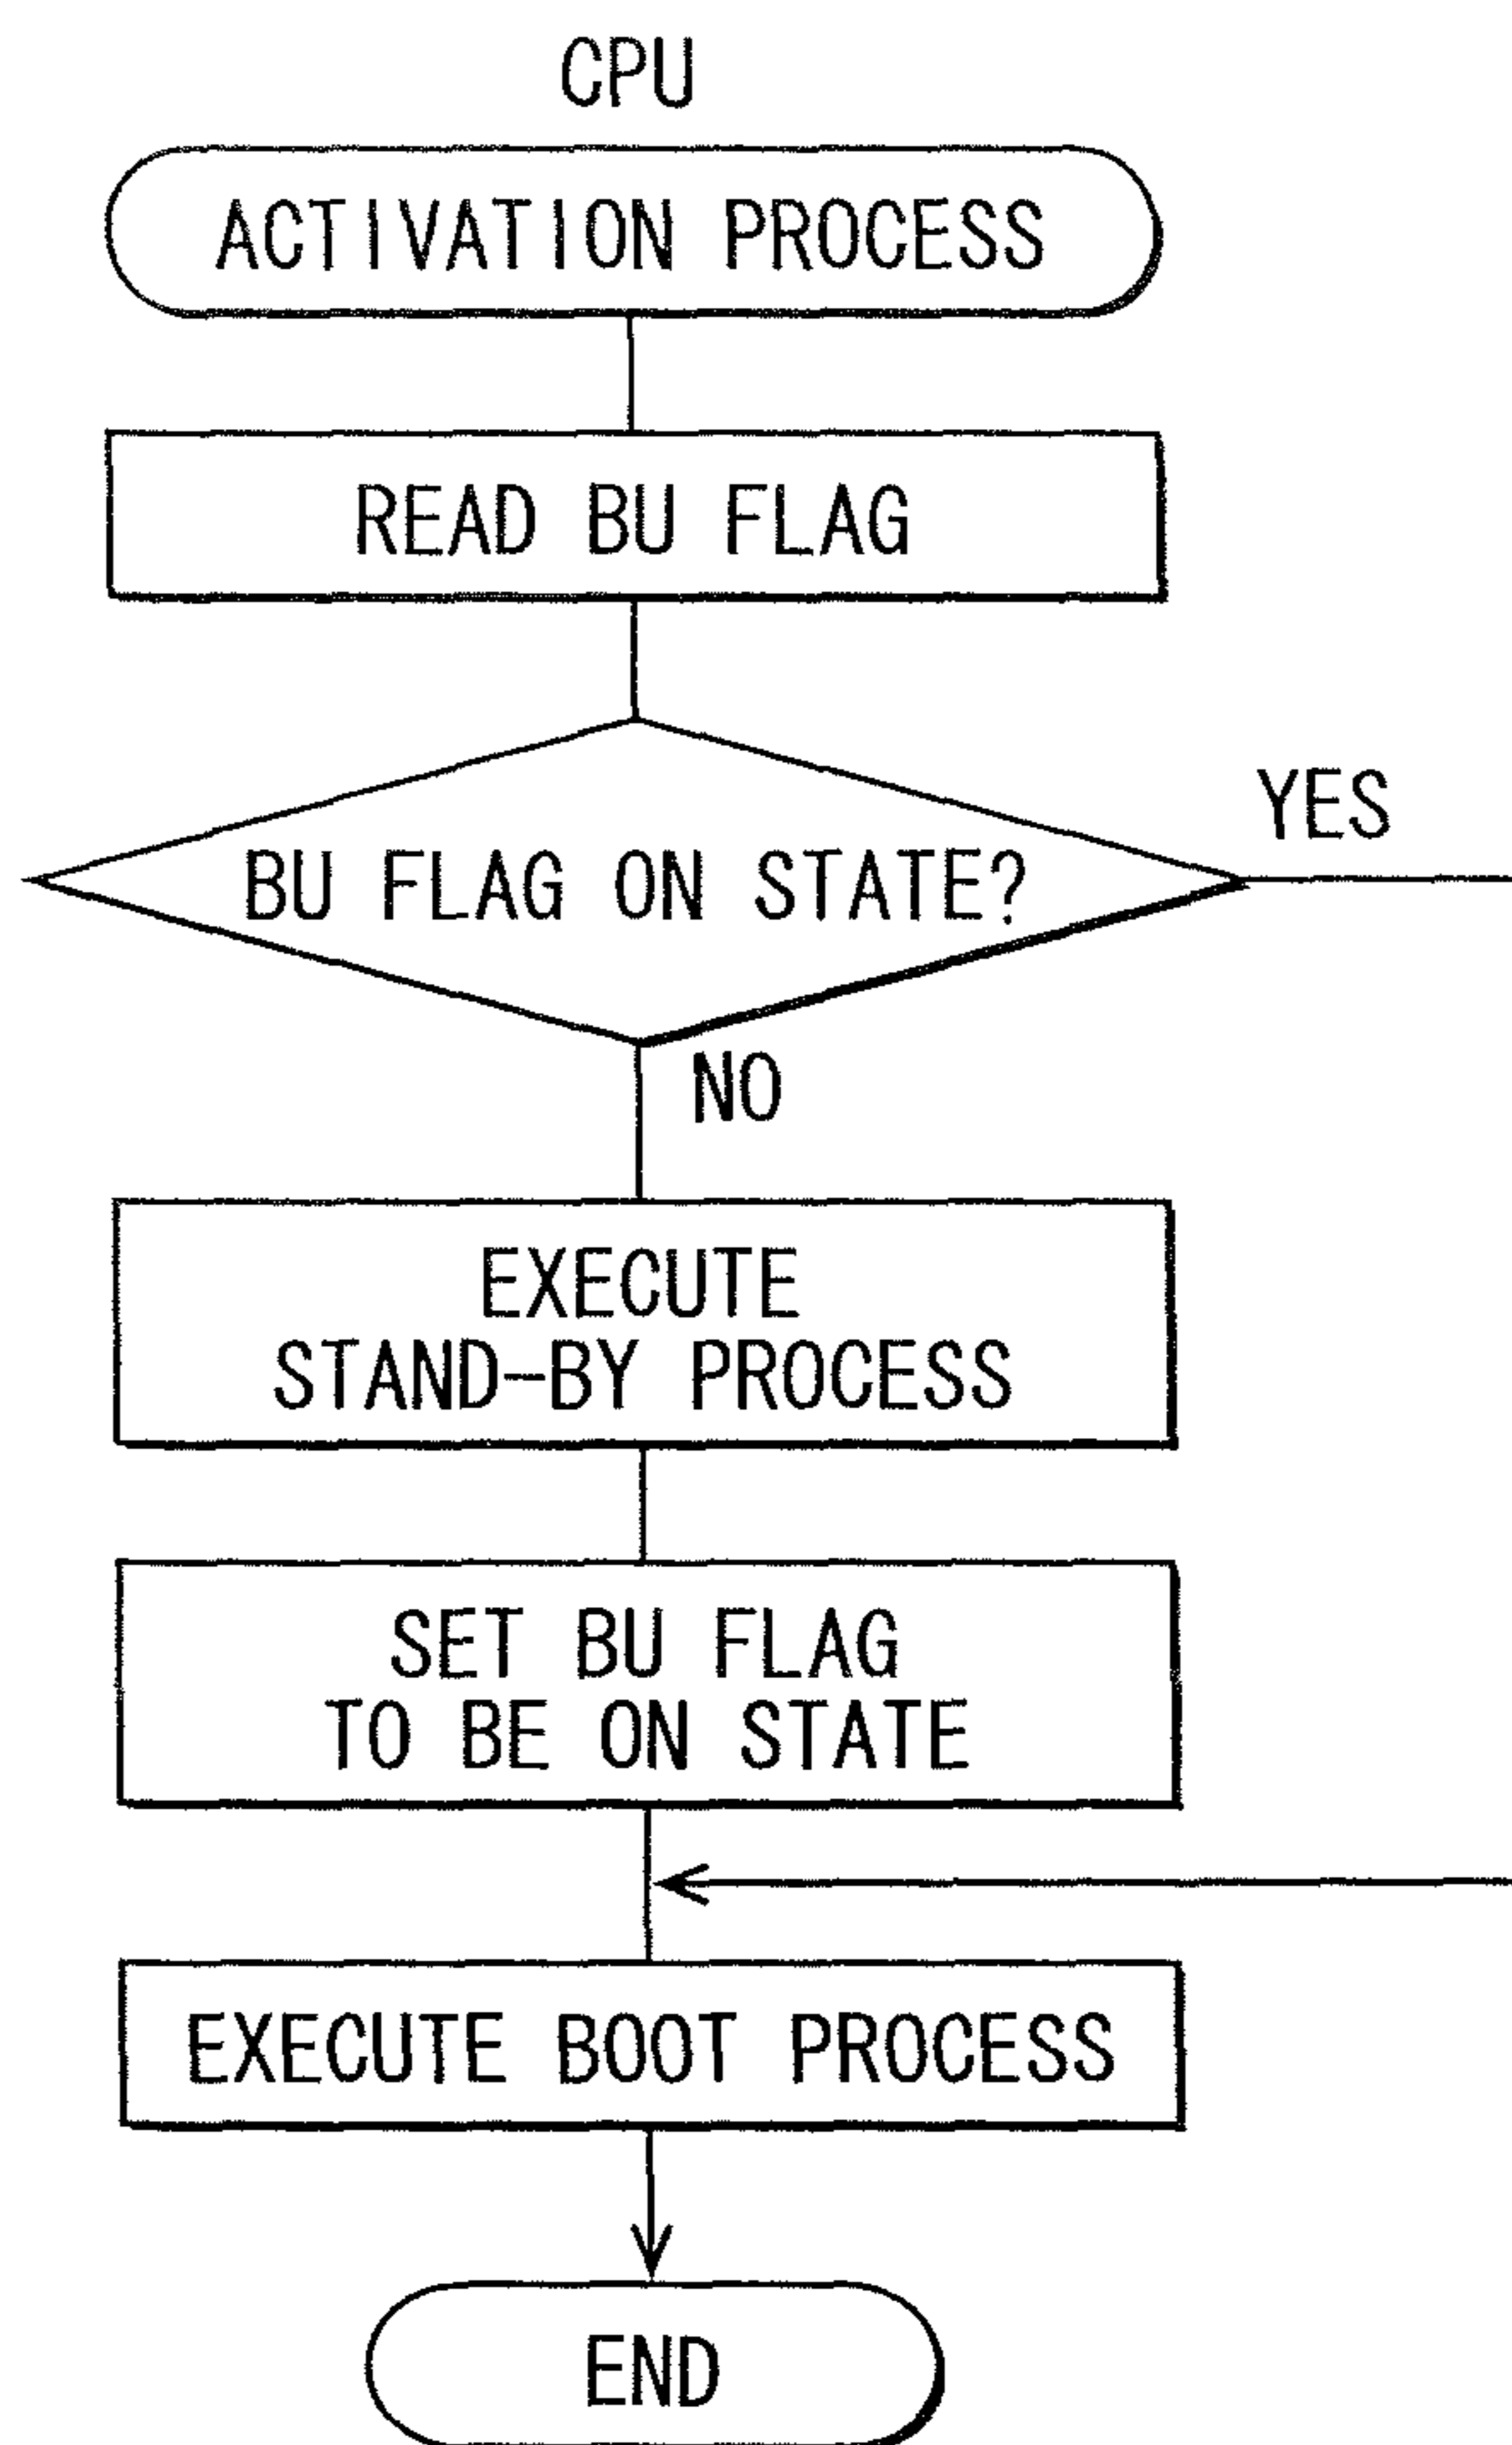 CPU
ACTIVATION PROCESS
READ BU FLAG
BU FLAG ON STATE?
YES
NO
EXECUTE
STAND-BY PROCESS
SET BU FLAG
TO BE ON STATE
EXECUTE BOOT PROCESS
END